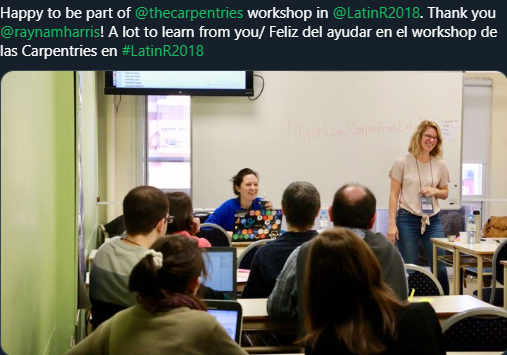 Happy to be part of @thecarpentries workshop in @LatinR2018. Thank you
@raynamharris! A lot to learn from you/ Feliz del ayudar en el workshop de
las Carpentries en #LatinR2018